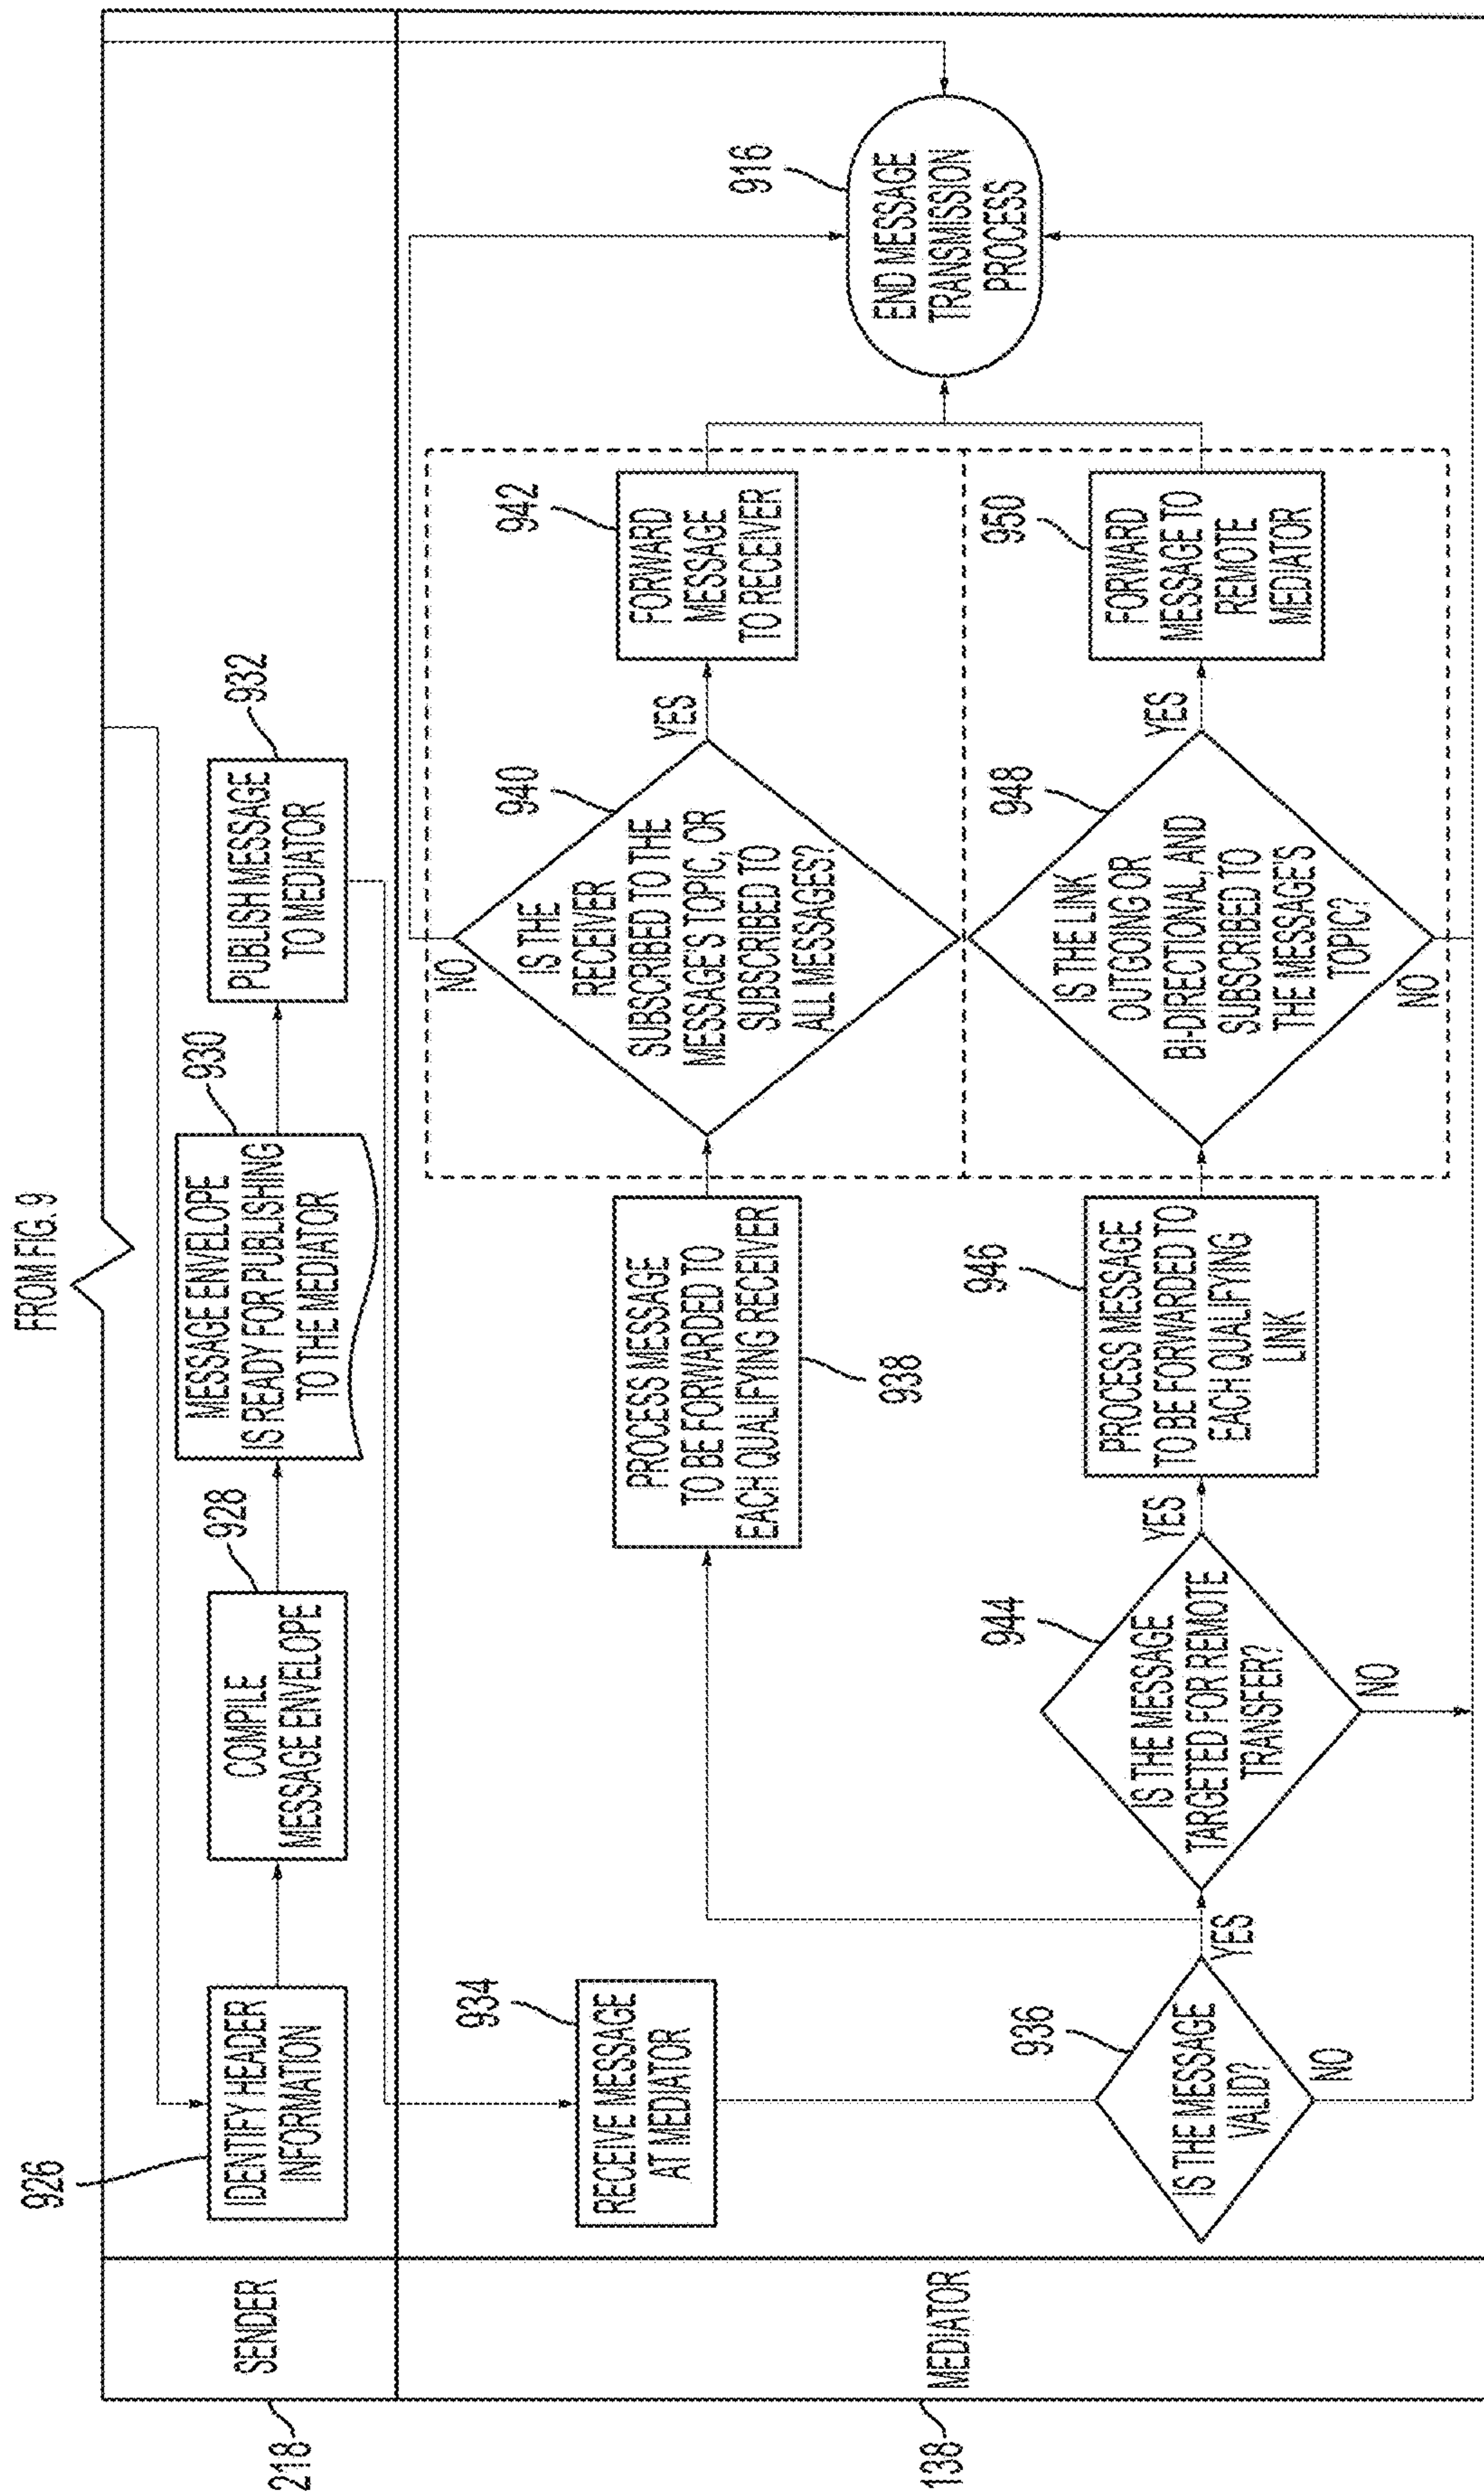 FROM FIG. 9
218
SENDER
926
IDENTIFY HEADER
INFORMATION
928
COMPILE
MESSAGE ENVELOPE
930
MESSAGE ENVELOPE
IS READY FOR PUBLISHING
TO THE MEDIATOR
932
PUBLISH MESSAGE
TO MEDIATOR
138
MEDIATOR
934
RECEIVE MESSAGE
AT MEDIATOR
936
IS THE MESSAGE
VALID?
YES
NO
938
PROCESS MESSAGE
TO BE FORWARDED TO
EACH QUALIFYING RECEIVER
940
IS THE
RECEIVER
SUBSCRIBED TO THE
MESSAGE'S TOPIC, OR
SUBSCRIBED TO
ALL MESSAGES?
NO
YES
942
FORWARD
MESSAGE
TO RECEIVER
944
IS THE MESSAGE
TARGETED FOR REMOTE
TRANSFER?
YES
NO
946
PROCESS MESSAGE
TO BE FORWARDED TO
EACH QUALIFYING
LINK
948
IS THE LINK
OUTGOING OR
BI-DIRECTIONAL, AND
SUBSCRIBED TO
THE MESSAGE'S
TOPIC?
YES
NO
950
FORWARD
MESSAGE TO
REMOTE
MEDIATOR
916
END MESSAGE
TRANSMISSION
PROCESS